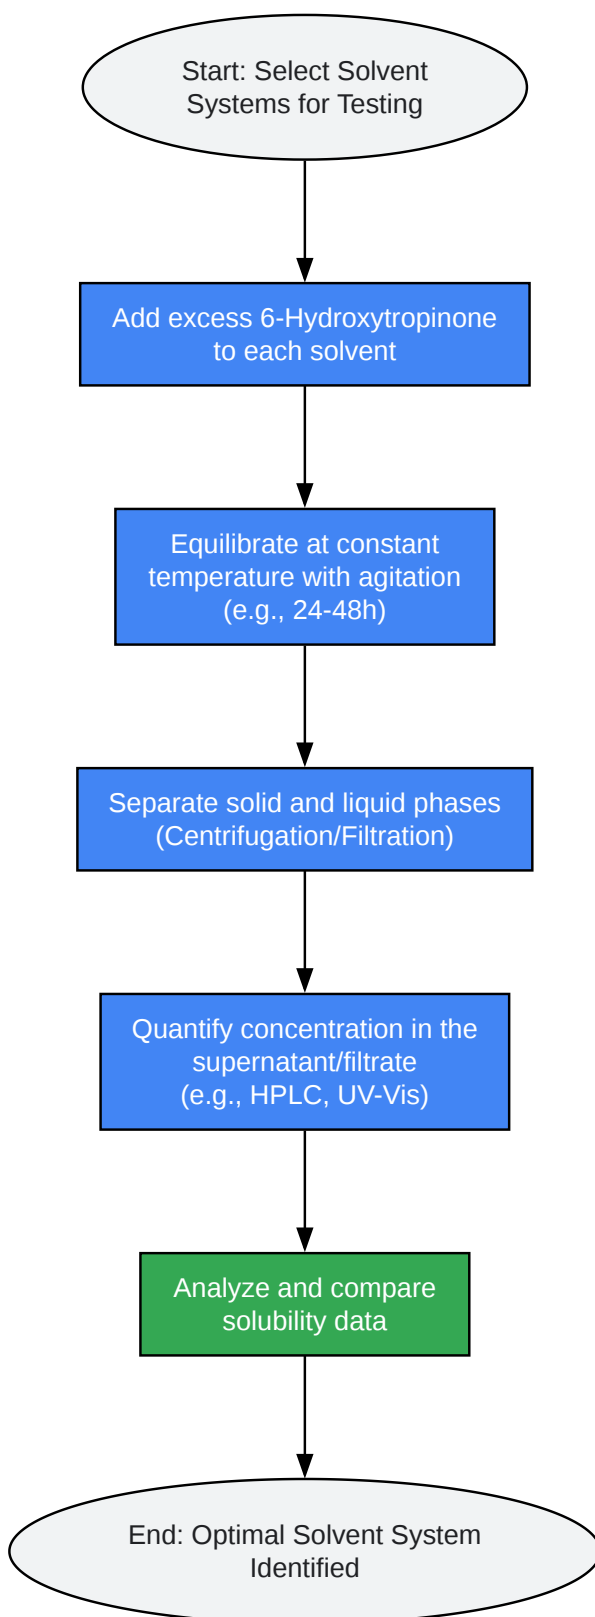 Start: Select Solvent
Systems for Testing
Add excess 6-Hydroxytropinone
to each solvent
Equilibrate at constant
temperature with agitation
(e.g., 24-48h)
Separate solid and liquid phases
(Centrifugation/Filtration)
Quantify concentration in the
supernatant/filtrate
(e.g., HPLC, UV-Vis)
Analyze and compare
solubility data
End: Optimal Solvent System
Identified